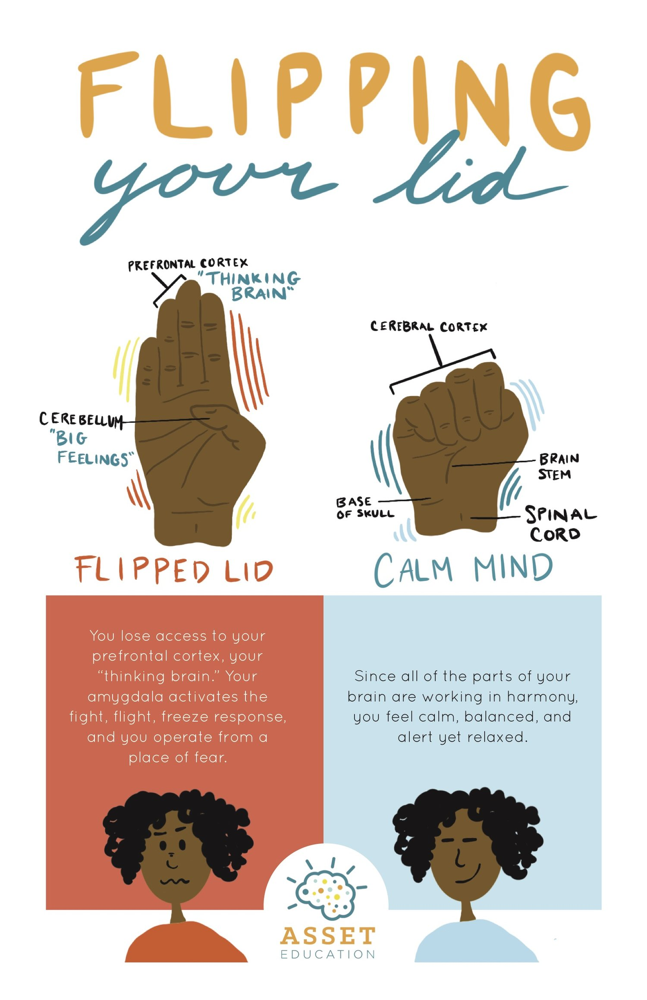 FLIPPING
your lid
PREFRONTAL CORTEX
"THINKING
BRAIN"
CEREBELLUM
"BIG
FEELINGS"
FLIPPED LID
CEREBRAL CORTEX
BRAIN
STEM
BASE
OF SKULL
SPINAL
CORD
CALM MIND
You lose access to your
prefrontal cortex, your
“thinking brain.” Your
amygdala activates the
fight, flight, freeze response,
and you operate from a
place of fear.
Since all of the parts of your
brain are working in harmony,
you feel calm, balanced, and
alert yet relaxed.
ASSET
EDUCATION